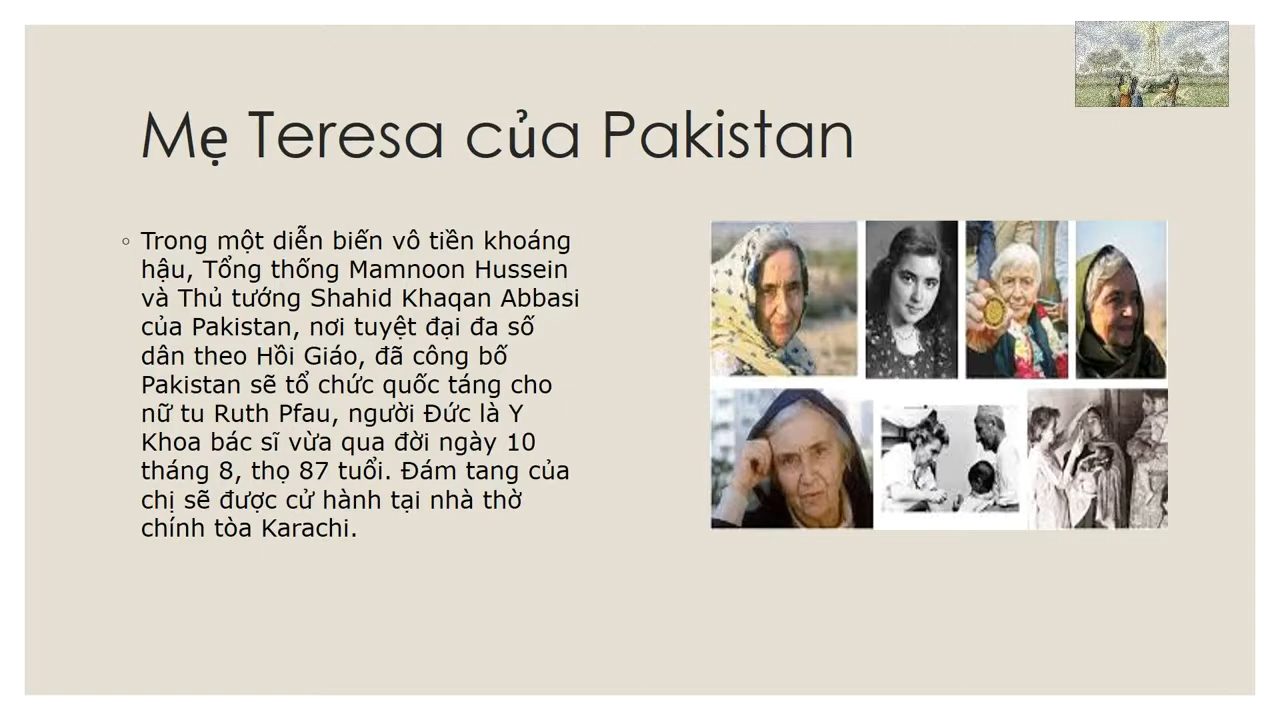 Mẹ Teresa của Pakistan
Trong một diễn biến vô tiền khoáng
hậu, Tổng thống Mamnoon Hussein
và Thủ tướng Shahid Khaqan Abbasi
của Pakistan, nơi tuyệt đại đa số
dân theo Hồi Giáo, đã công bố
Pakistan sẽ tổ chức quốc táng cho
nữ tu Ruth Pfau, người Đức là Y
Khoa bác sĩ vừa qua đời ngày 10
tháng 8, thọ 87 tuổi. Đám tang của
chị sẽ được cử hành tại nhà thờ
chính tòa Karachi.